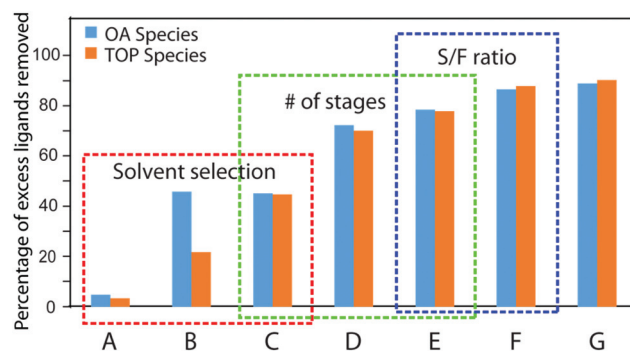 OA Species
TOP Species
S/F ratio
# of stages
Solvent selection
Percentage of excess ligands removed
100
80
60
40
20
0
A B C D E F G